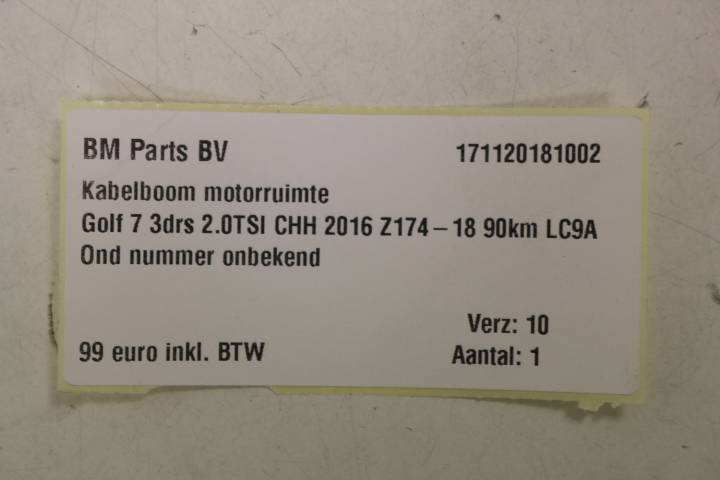 BM Parts BV 171120181002
Kabelboom motorruimte
Golf 7 3drs 2.0TSI CHH 2016 Z174-18 90km LC9A
Ond nummer onbekend
Verz: 10
99 euro inkl. BTW Aantal: 1